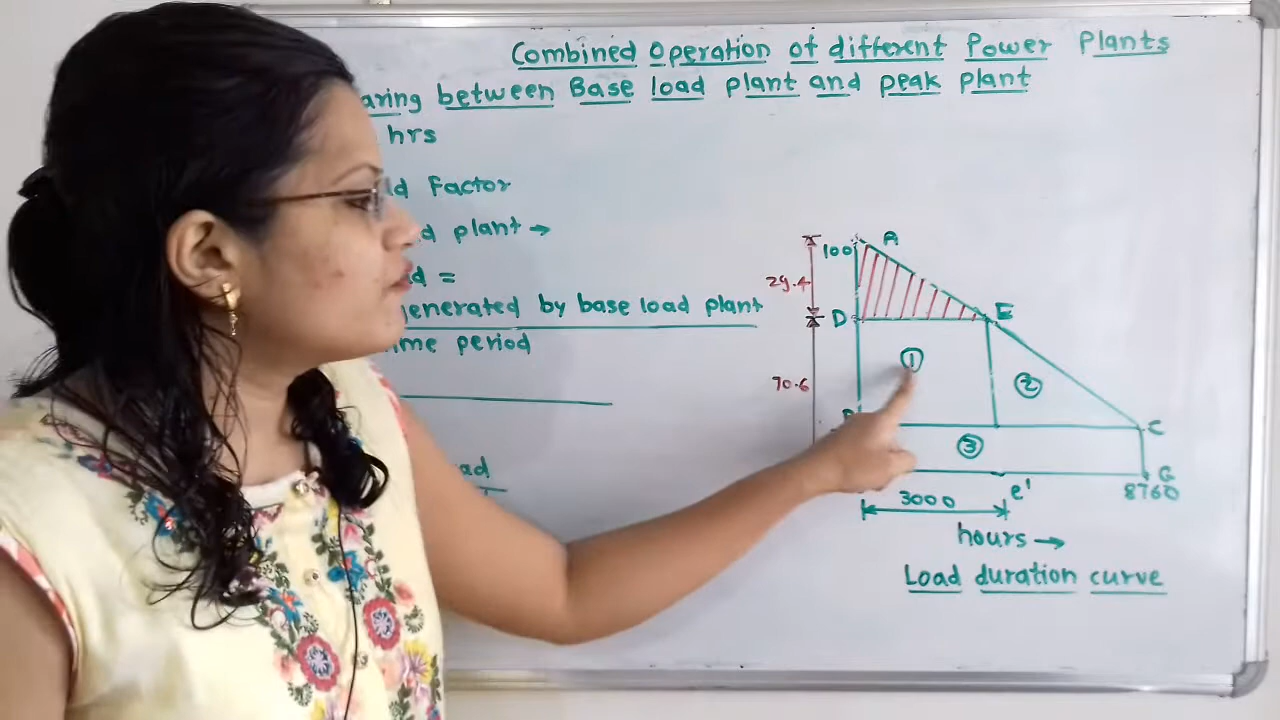 Combined Operation of different Power Plants
aring between Base load plant and peak plant
hrs
ld Factor
d plant →
d =
enerated by base load plant
ime period
ad
100
A
29.4
D
E
①
70.6
②
C
③
G
8760
3000
e'
hours →
Load duration curve